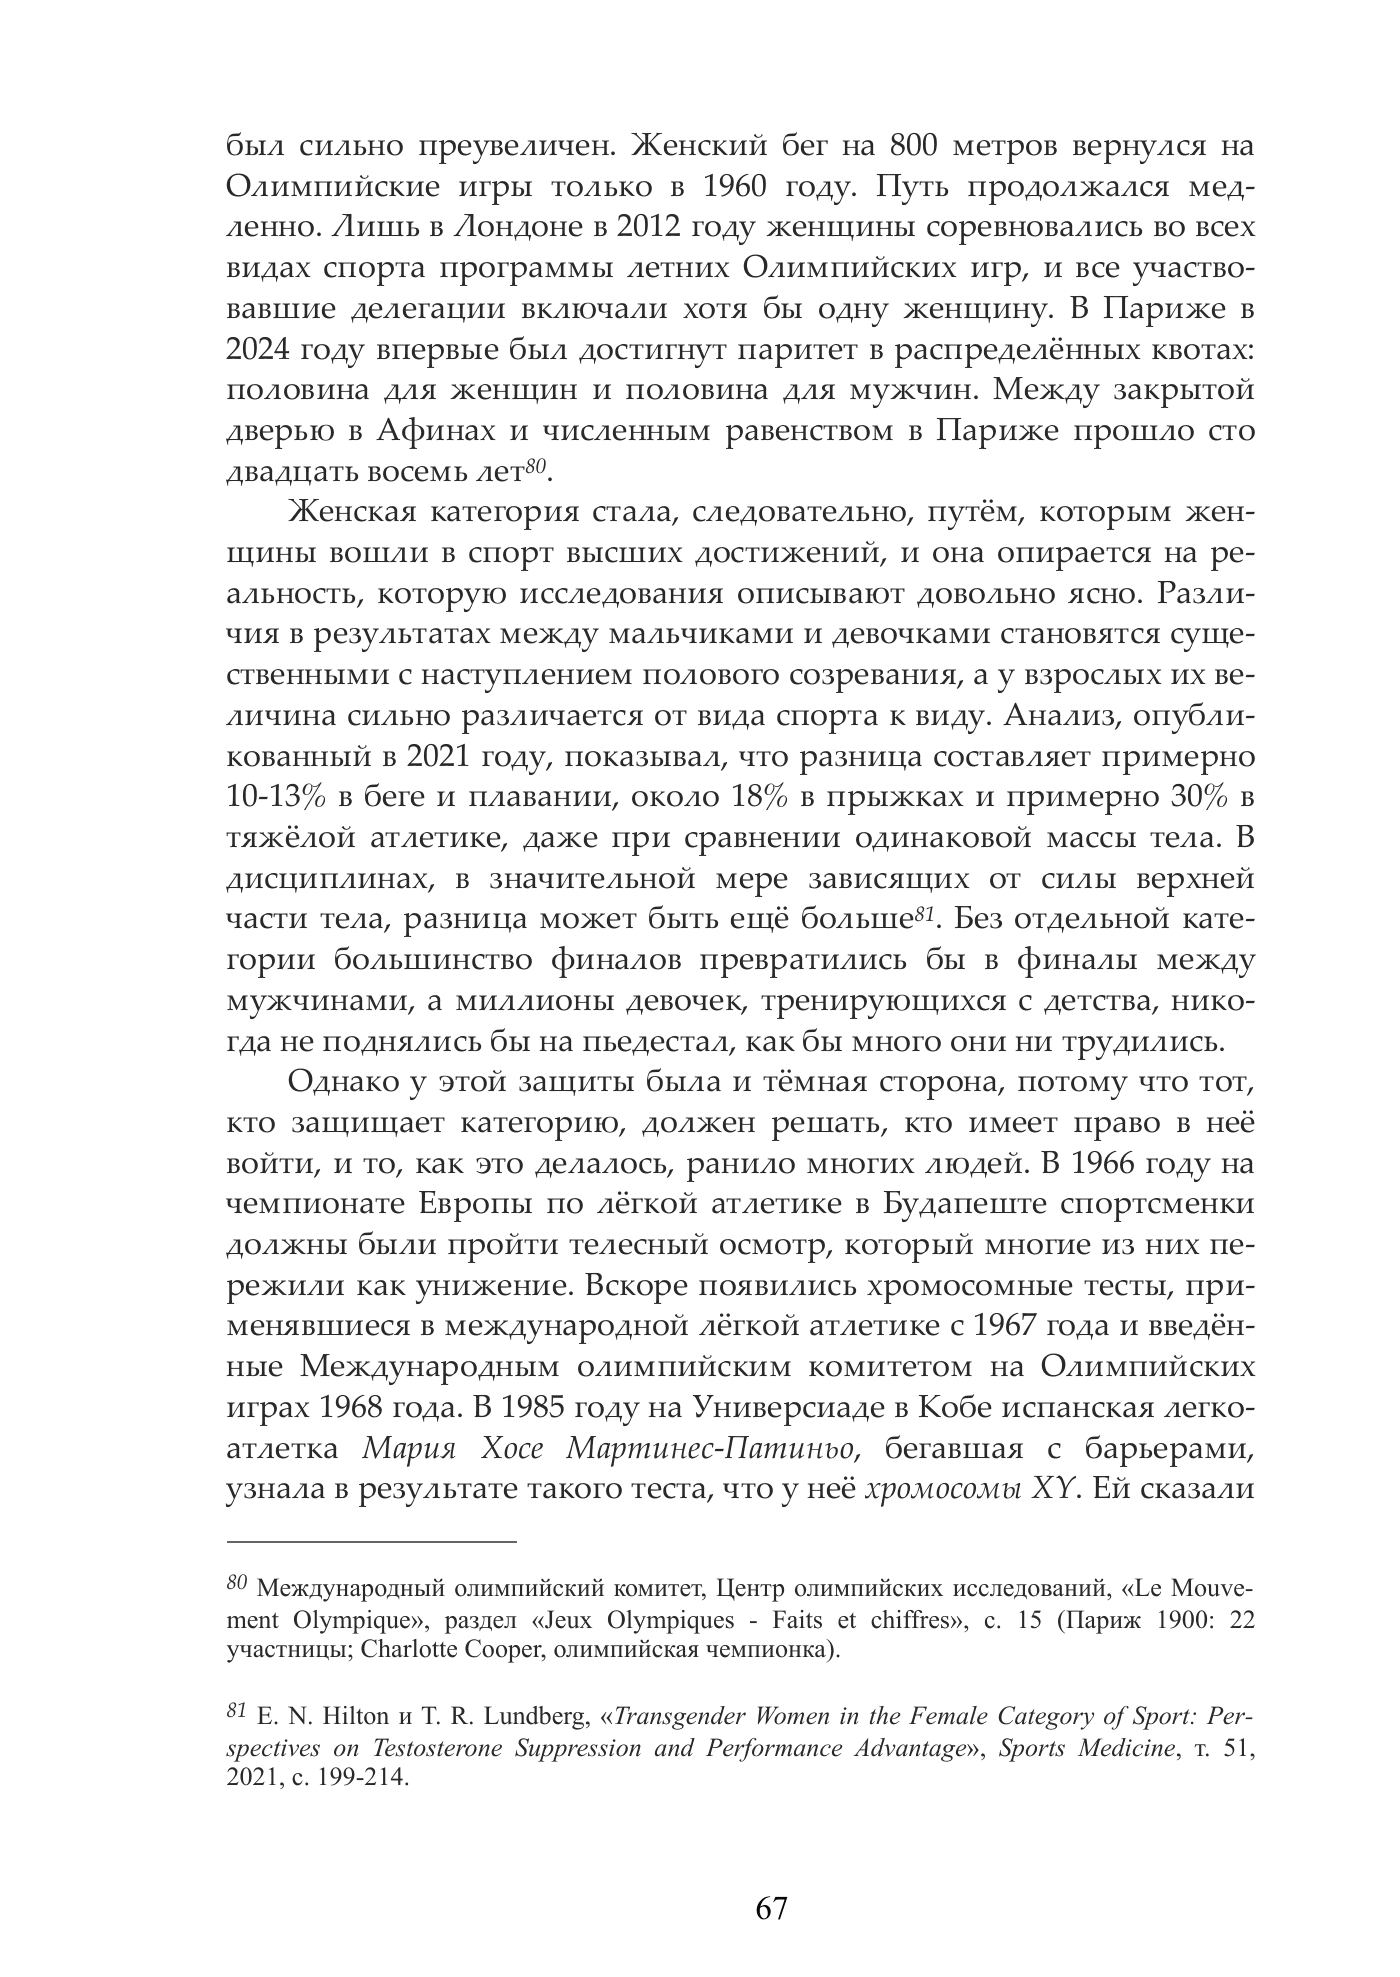 был сильно преувеличен. Женский бег на 800 метров вернулся на
Олимпийские игры только в 1960 году. Путь продолжался мед-
ленно. Лишь в Лондоне в 2012 году женщины соревновались во всех
видах спорта программы летних Олимпийских игр, и все участво-
вавшие делегации включали хотя бы одну женщину. В Париже в
2024 году впервые был достигнут паритет в распределённых квотах:
половина для женщин и половина для мужчин. Между закрытой
дверью в Афинах и численным равенством в Париже прошло сто
двадцать восемь лет80.
Женская категория стала, следовательно, путём, которым жен-
щины вошли в спорт высших достижений, и она опирается на ре-
альность, которую исследования описывают довольно ясно. Разли-
чия в результатах между мальчиками и девочками становятся суще-
ственными с наступлением полового созревания, а у взрослых их ве-
личина сильно различается от вида спорта к виду. Анализ, опубли-
кованный в 2021 году, показывал, что разница составляет примерно
10-13% в беге и плавании, около 18% в прыжках и примерно 30% в
тяжёлой атлетике, даже при сравнении одинаковой массы тела. В
дисциплинах, в значительной мере зависящих от силы верхней
части тела, разница может быть ещё больше81. Без отдельной кате-
гории большинство финалов превратились бы в финалы между
мужчинами, а миллионы девочек, тренирующихся с детства, нико-
гда не поднялись бы на пьедестал, как бы много они ни трудились.
Однако у этой защиты была и тёмная сторона, потому что тот,
кто защищает категорию, должен решать, кто имеет право в неё
войти, и то, как это делалось, ранило многих людей. В 1966 году на
чемпионате Европы по лёгкой атлетике в Будапеште спортсменки
должны были пройти телесный осмотр, который многие из них пе-
режили как унижение. Вскоре появились хромосомные тесты, при-
менявшиеся в международной лёгкой атлетике с 1967 года и введён-
ные Международным олимпийским комитетом на Олимпийских
играх 1968 года. В 1985 году на Универсиаде в Кобе испанская легко-
атлетка Мария Хосе Мартинес-Патиньо, бегавшая с барьерами,
узнала в результате такого теста, что у неё хромосомы XY. Ей сказали
80 Международный олимпийский комитет, Центр олимпийских исследований, «Le Mouve-
ment Olympique», раздел «Jeux Olympiques - Faits et chiffres», с. 15 (Париж 1900: 22
участницы; Charlotte Cooper, олимпийская чемпионка).
81 E. N. Hilton и T. R. Lundberg, «Transgender Women in the Female Category of Sport: Per-
spectives on Testosterone Suppression and Performance Advantage», Sports Medicine, т. 51,
2021, с. 199-214.
67